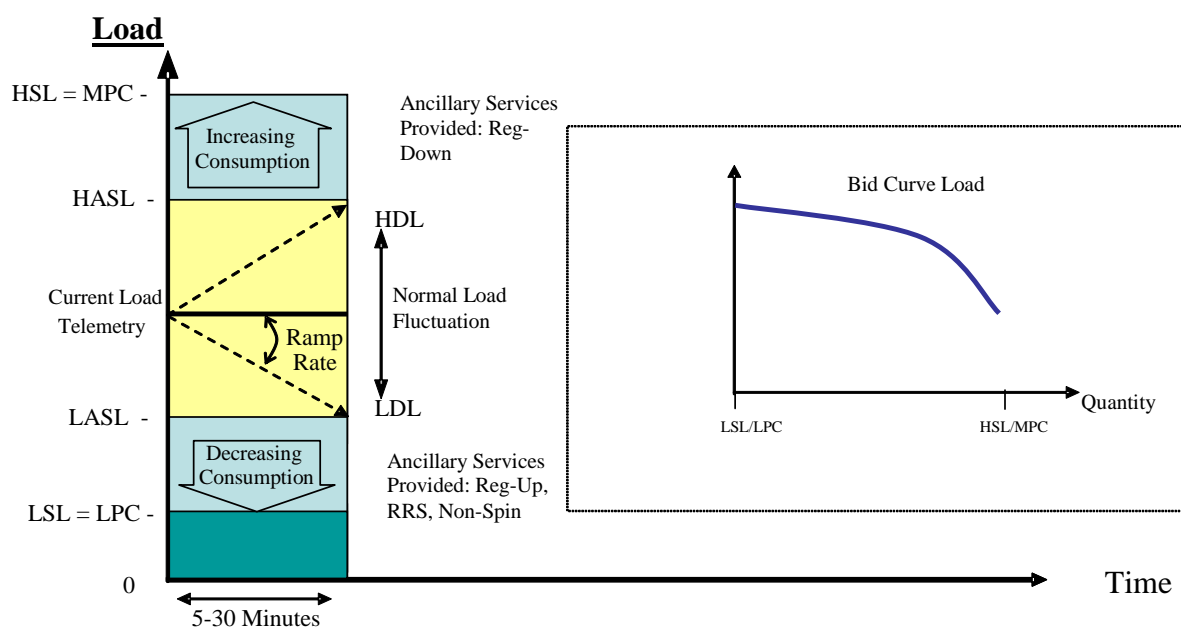 Load
HSL = MPC -
Increasing
Consumption
Ancillary Services
Provided: Reg-
Down
HASL -
HDL
Current Load
Telemetry
Normal Load
Fluctuation
Ramp
Rate
LASL -
LDL
Decreasing
Consumption
Ancillary Services
Provided: Reg-Up,
RRS, Non-Spin
LSL = LPC -
0
5-30 Minutes
Time
Bid Curve Load
Quantity
LSL/LPC
HSL/MPC